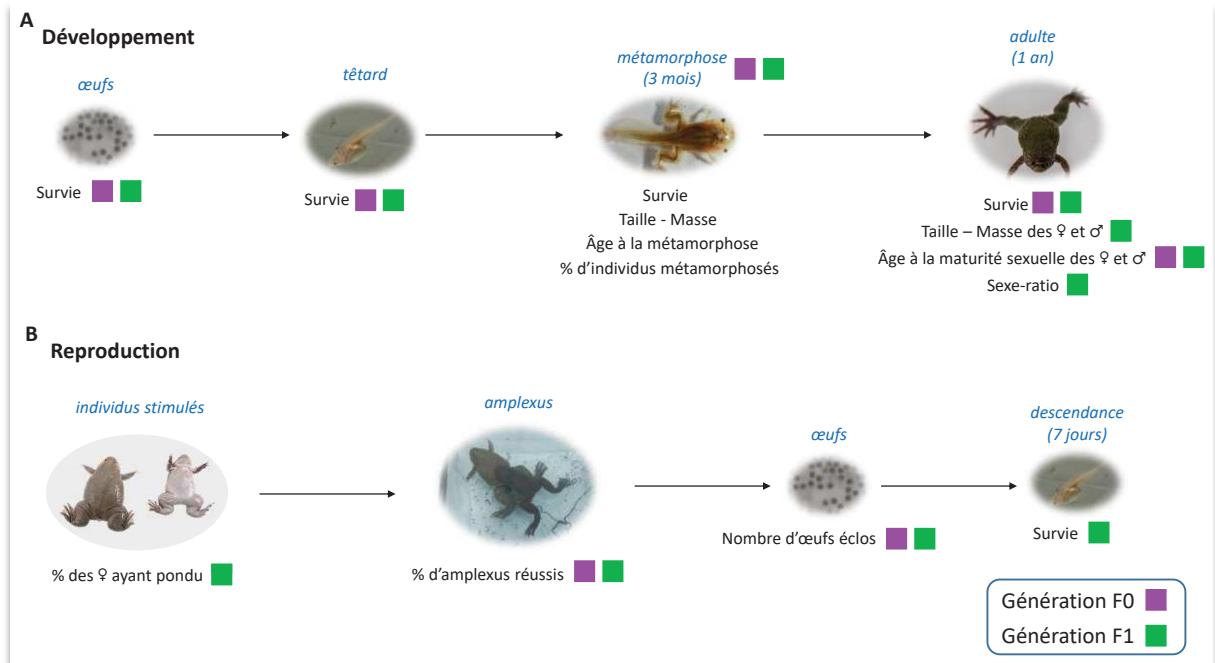 A
Développement
œufs
Survie
têtard
Survie
métamorphose
(3 mois)
Survie
Taille - Masse
Âge à la métamorphose
% d'individus métamorphosés
adulte
(1 an)
Survie
Taille – Masse des ♀ et ♂
Âge à la maturité sexuelle des ♀ et ♂
Sexe-ratio
B
Reproduction
individus stimulés
% des ♀ ayant pondu
amplexus
% d'amplexus réussis
œufs
Nombre d'œufs éclos
descendance
(7 jours)
Survie
Génération F0
Génération F1